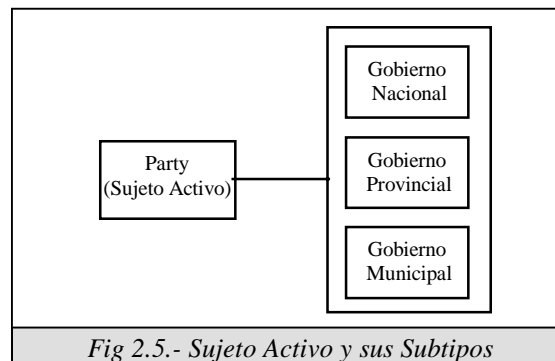 Gobierno
Nacional
Party
(Sujeto Activo)
Gobierno
Provincial
Gobierno
Municipal
Fig 2.5.- Sujeto Activo y sus Subtipos